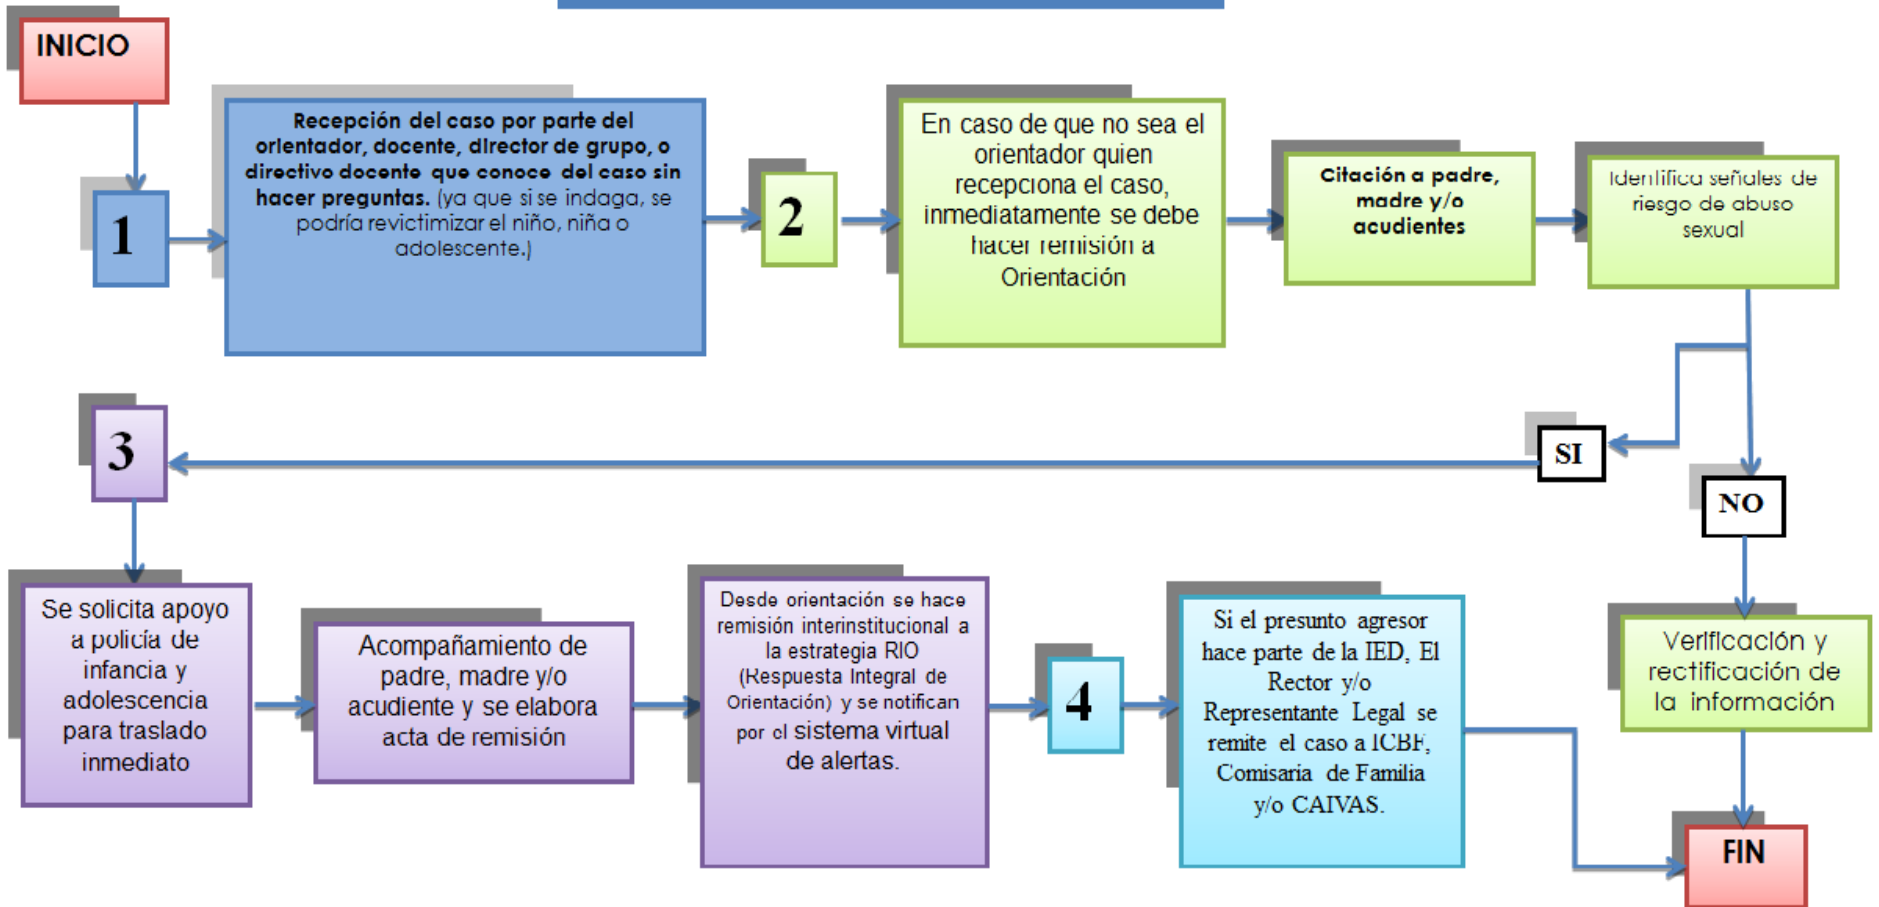 INICIO
1
Recepción del caso por parte del
orientador, docente, director de grupo, o
directivo docente que conoce del caso sin
hacer preguntas. (ya que si se indaga, se
podría revictimizar el niño, niña o
adolescente.)
2
En caso de que no sea el
orientador quien
recepciona el caso,
inmediatamente se debe
hacer remisión a
Orientación
Citación a padre,
madre y/o
acudientes
Identifica señales de
riesgo de abuso
sexual
SI
NO
3
Se solicita apoyo
a policía de
infancia y
adolescencia
para traslado
inmediato
Acompañamiento de
padre, madre y/o
acudiente y se elabora
acta de remisión
Desde orientación se hace
remisión interinstitucional a
la estrategia RIO
(Respuesta Integral de
Orientación) y se notifican
por el sistema virtual
de alertas.
4
Si el presunto agresor
hace parte de la IED, El
Rector y/o
Representante Legal se
remite el caso a ICBF,
Comisaria de Familia
y/o CAIVAS.
Verificación y
rectificación de
la información
FIN